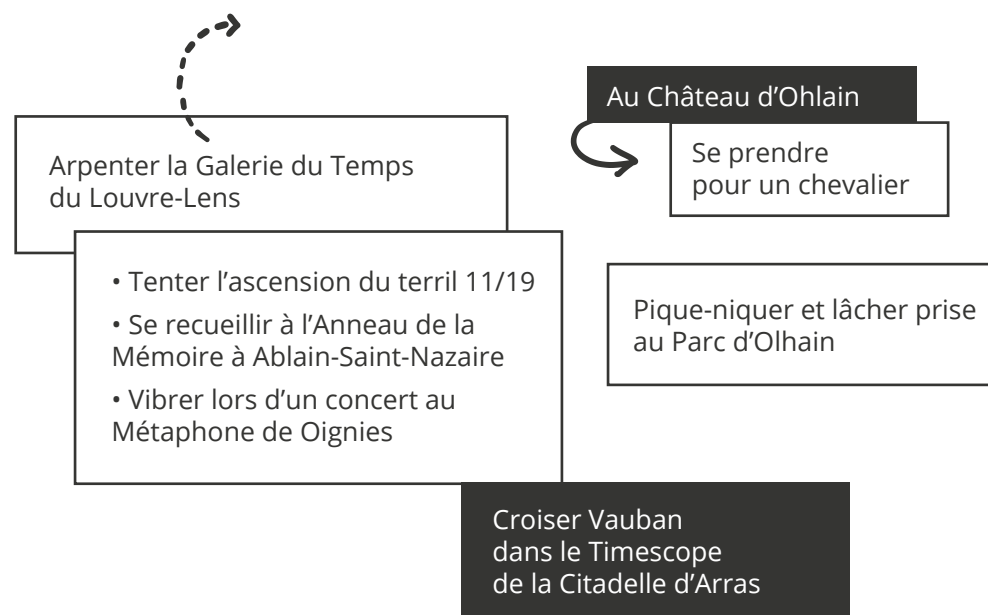 Arpenter la Galerie du Temps
du Louvre-Lens
• Tenter l’ascension du terril 11/19
• Se recueillir à l’Anneau de la
Mémoire à Ablain-Saint-Nazaire
• Vibrer lors d’un concert au
Métaphone de Oignies
Au Château d’Ohlain
Se prendre
pour un chevalier
Pique-niquer et lâcher prise
au Parc d’Olhain
Croiser Vauban
dans le Timescope
de la Citadelle d’Arras